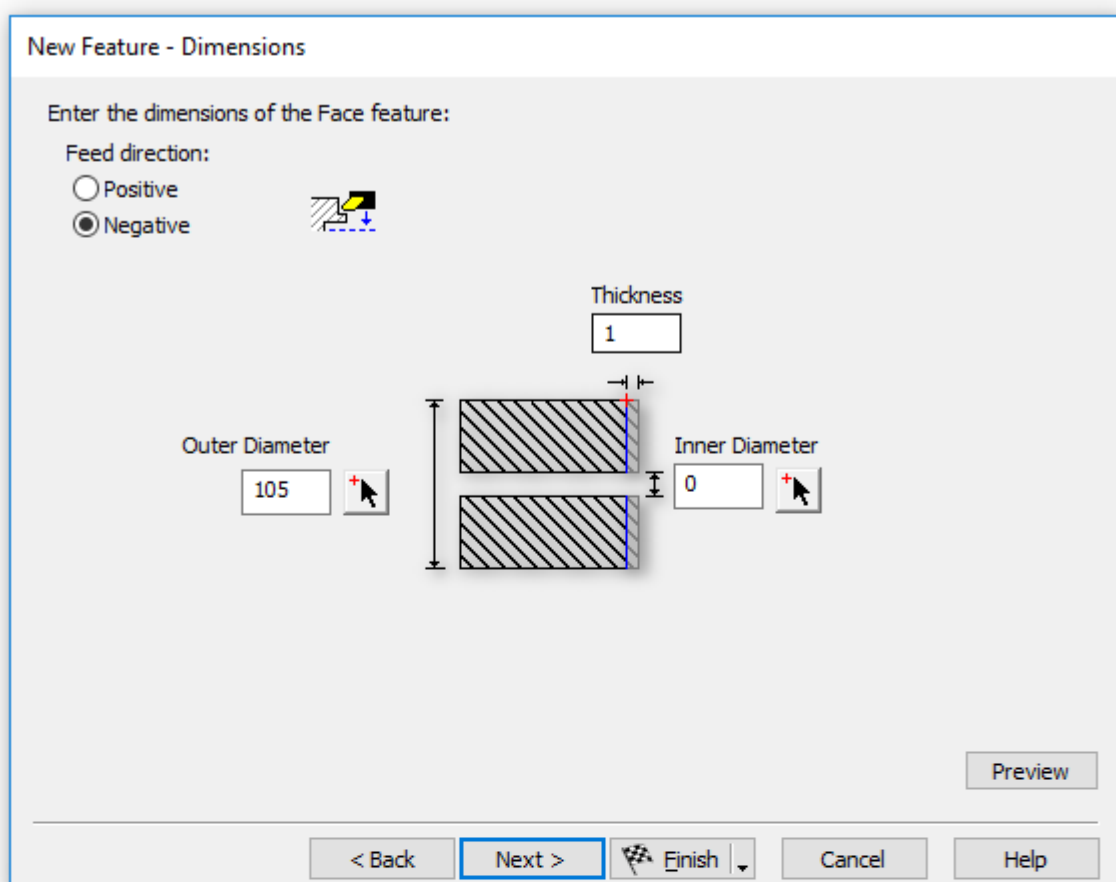 New Feature - Dimensions
Enter the dimensions of the Face feature:
Feed direction:
Positive
Negative
Thickness
1
Outer Diameter
105
Inner Diameter
0
Preview
< Back
Next >
Finish
Cancel
Help